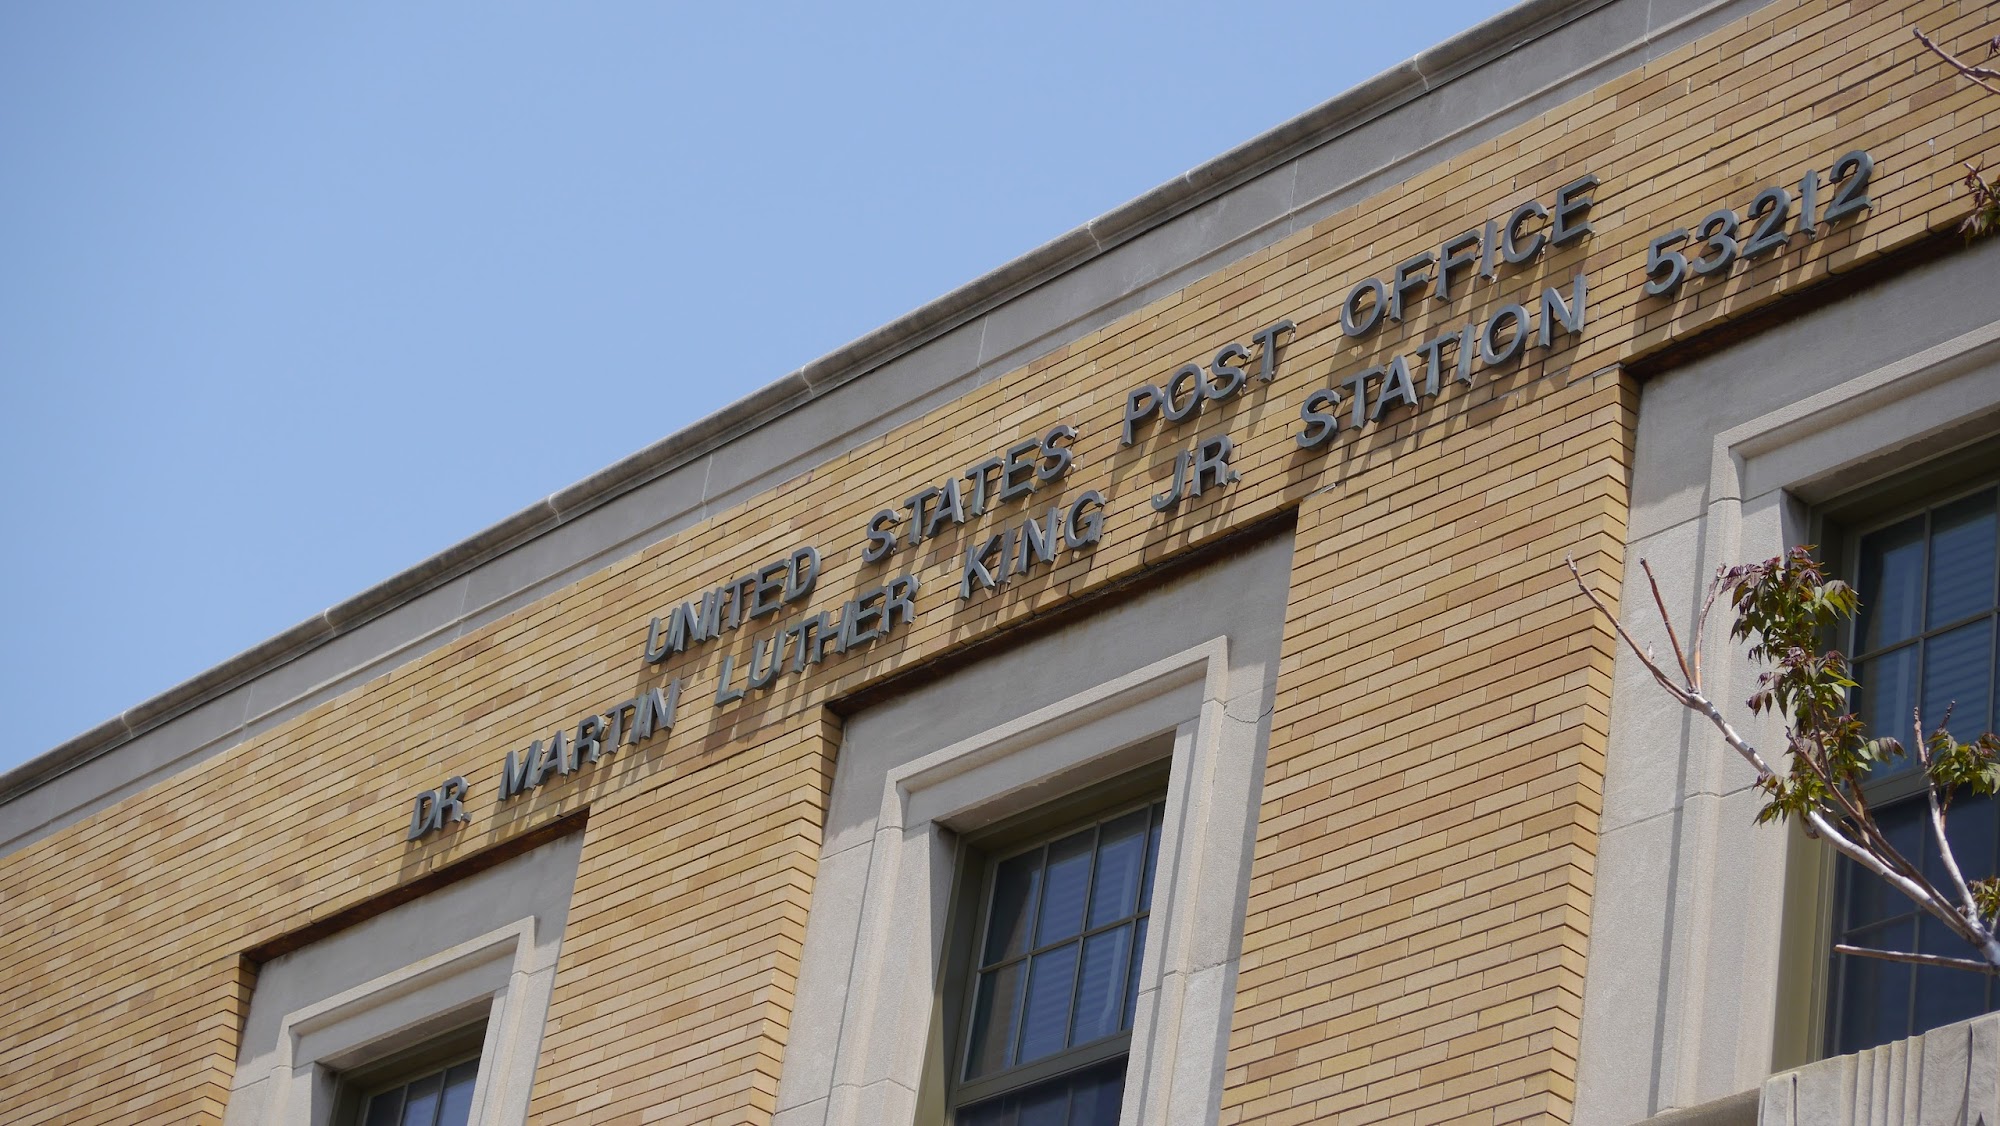 UNITED STATES POST OFFICE
DR. MARTIN LUTHER KING JR. STATION 53212